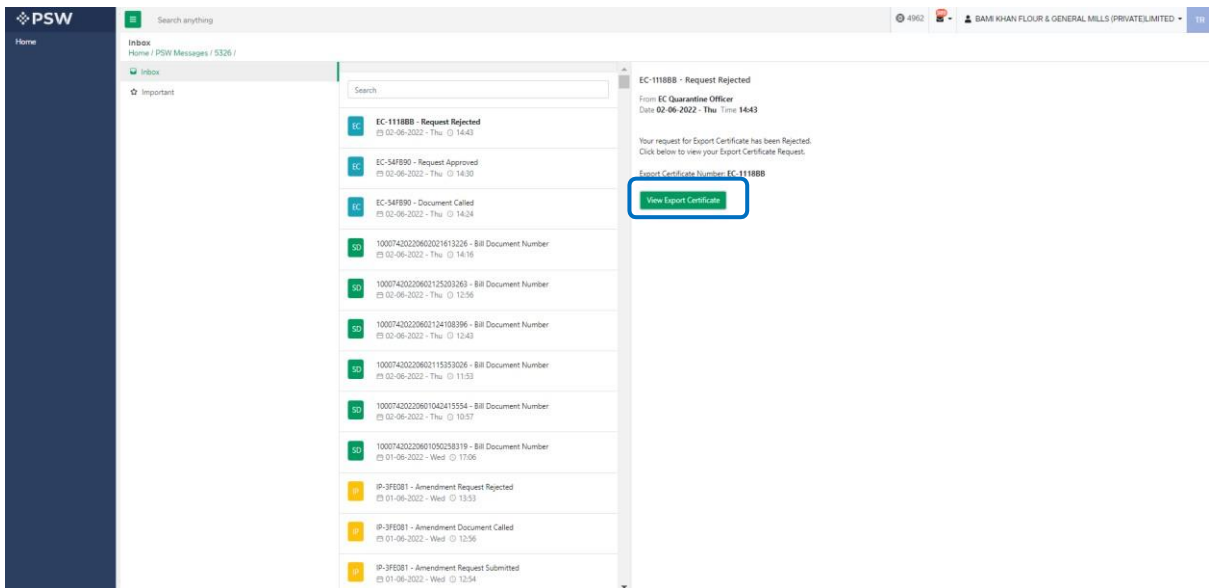 PSW
Search anything
4962
BAMI KHAN FLOUR & GENERAL MILLS (PRIVATE)LIMITED
TR
Home
Inbox
Home / PSW Messages / 5326 /
Inbox
Important
Search
EC
EC-1118BB - Request Rejected
02-06-2022 - Thu 14:43
EC
EC-54FB90 - Request Approved
02-06-2022 - Thu 14:30
EC
EC-54FB90 - Document Called
02-06-2022 - Thu 14:24
SD
10007420220602021613226 - Bill Document Number
02-06-2022 - Thu 14:16
SD
10007420220602125203263 - Bill Document Number
02-06-2022 - Thu 12:56
SD
10007420220602124108396 - Bill Document Number
02-06-2022 - Thu 12:43
SD
10007420220602115353026 - Bill Document Number
02-06-2022 - Thu 11:53
SD
10007420220601042415554 - Bill Document Number
02-06-2022 - Thu 10:57
SD
10007420220601050258319 - Bill Document Number
01-06-2022 - Wed 17:06
IP
IP-3FE081 - Amendment Request Rejected
01-06-2022 - Wed 13:53
IP
IP-3FE081 - Amendment Document Called
01-06-2022 - Wed 12:56
IP
IP-3FE081 - Amendment Request Submitted
01-06-2022 - Wed 12:54
EC-1118BB - Request Rejected
From EC Quarantine Officer
Date 02-06-2022 - Thu Time 14:43
Your request for Export Certificate has been Rejected.
Click below to view your Export Certificate Request.
Export Certificate Number: EC-1118BB
View Export Certificate